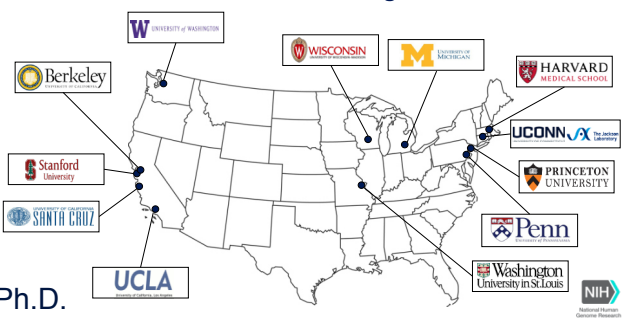 UNIVERSITY of WASHINGTON
WISCONSIN
UNIVERSITY OF WISCONSIN-MADISON
UNIVERSITY OF
MICHIGAN
Berkeley
UNIVERSITY OF CALIFORNIA
HARVARD
MEDICAL SCHOOL
UCONN
The Jackson
Laboratory
Stanford
University
PRINCETON
UNIVERSITY
UNIVERSITY OF CALIFORNIA
SANTA CRUZ
Penn
University of Pennsylvania
UCLA
University of California, Los Angeles
Washington
University in St. Louis
Ph.D.
NIH
National Human
Genome Research